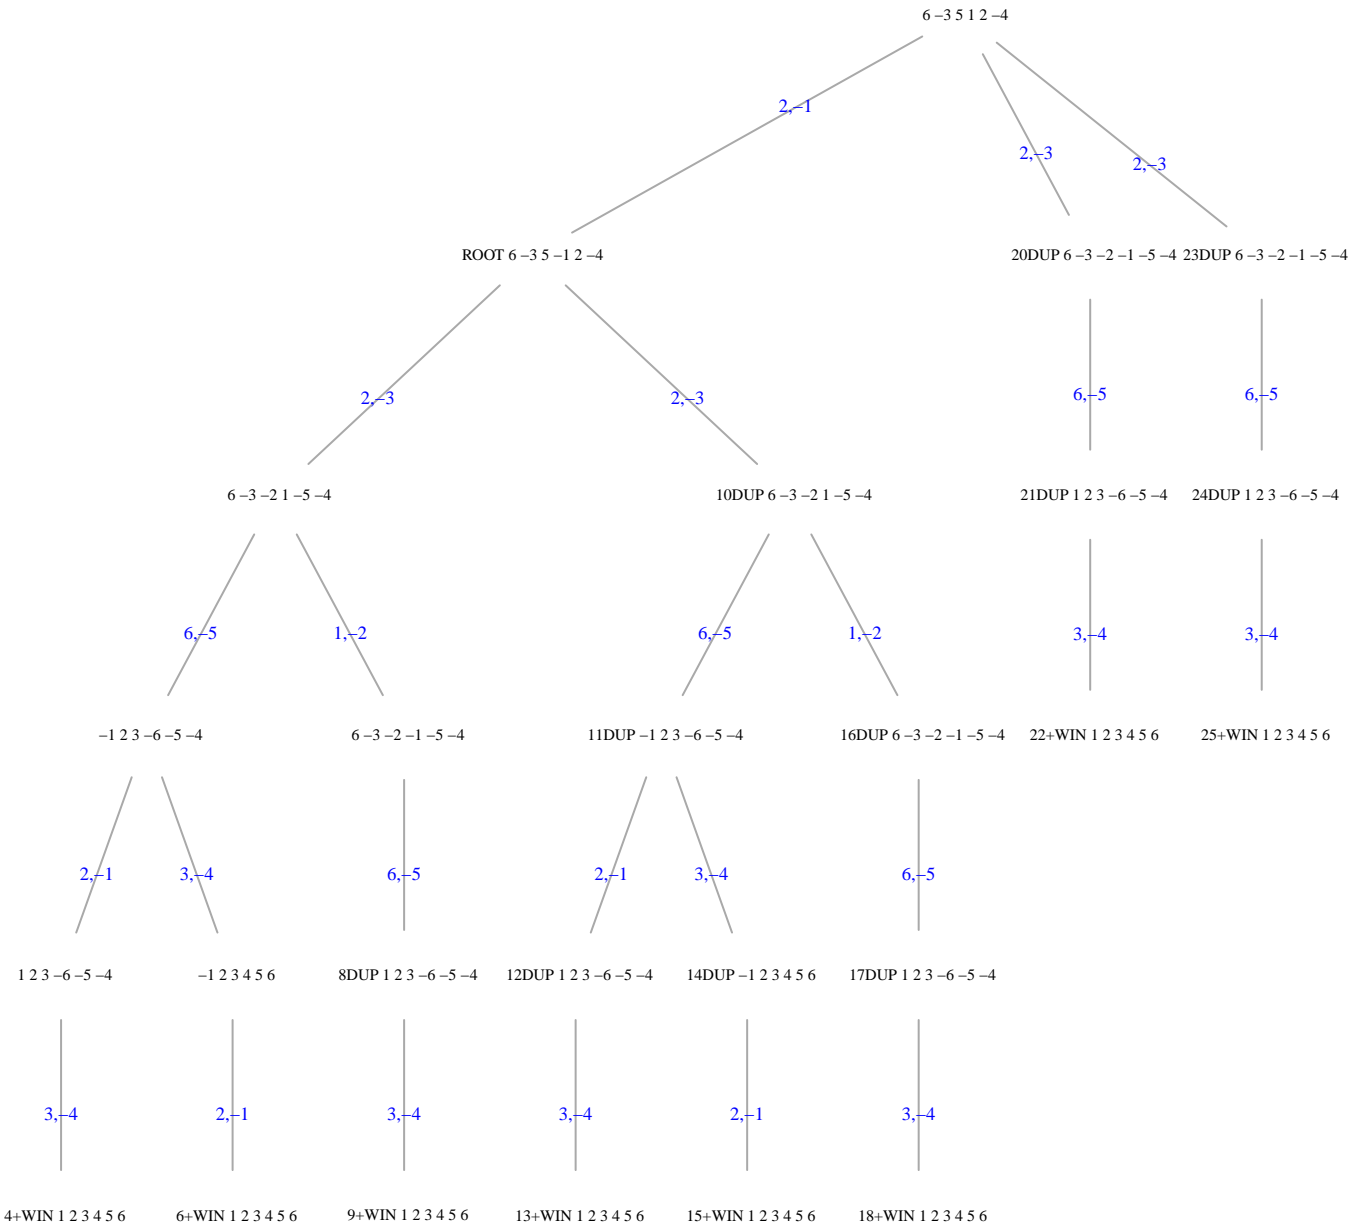 6 −3 5 1 2 −4
2,−1
2,−3
2,−3
ROOT 6 −3 5 −1 2 −4
20DUP 6 −3 −2 −1 −5 −4
23DUP 6 −3 −2 −1 −5 −4
2,−3
2,−3
6,−5
6,−5
6 −3 −2 1 −5 −4
10DUP 6 −3 −2 1 −5 −4
21DUP 1 2 3 −6 −5 −4
24DUP 1 2 3 −6 −5 −4
6,−5
1,−2
6,−5
1,−2
3,−4
3,−4
−1 2 3 −6 −5 −4
6 −3 −2 −1 −5 −4
11DUP −1 2 3 −6 −5 −4
16DUP 6 −3 −2 −1 −5 −4
22+WIN 1 2 3 4 5 6
25+WIN 1 2 3 4 5 6
2,−1
3,−4
6,−5
2,−1
3,−4
6,−5
1 2 3 −6 −5 −4
−1 2 3 4 5 6
8DUP 1 2 3 −6 −5 −4
12DUP 1 2 3 −6 −5 −4
14DUP −1 2 3 4 5 6
17DUP 1 2 3 −6 −5 −4
3,−4
2,−1
3,−4
3,−4
2,−1
3,−4
4+WIN 1 2 3 4 5 6
6+WIN 1 2 3 4 5 6
9+WIN 1 2 3 4 5 6
13+WIN 1 2 3 4 5 6
15+WIN 1 2 3 4 5 6
18+WIN 1 2 3 4 5 6